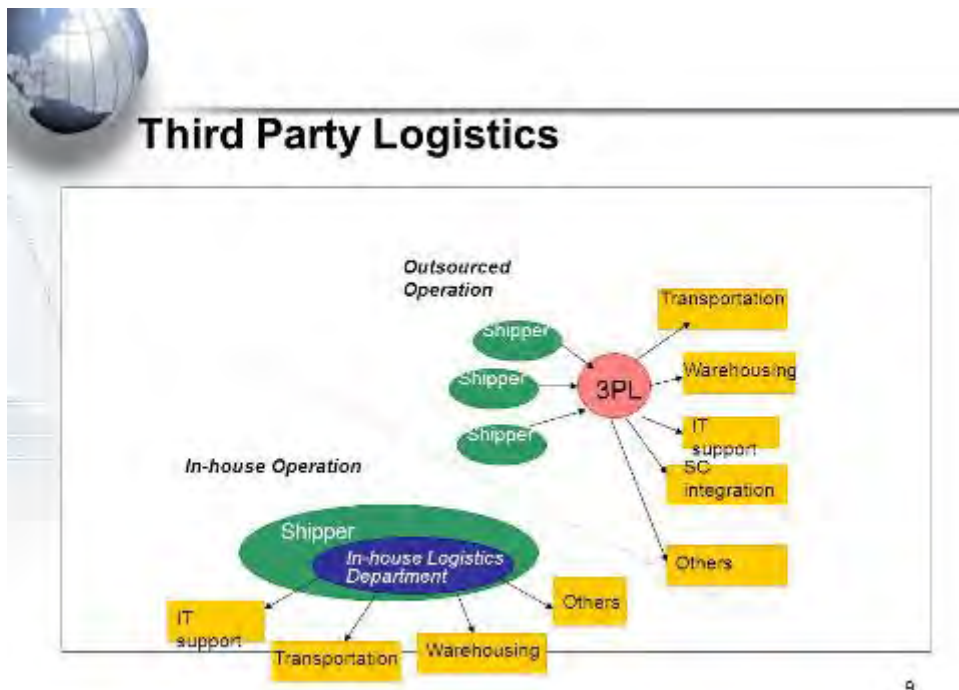 Third Party Logistics
Outsourced
Operation
Transportation
Shipper
Warehousing
Shipper
3PL
Shipper
IT
support
SC
integration
Others
In-house Operation
Shipper
In-house Logistics
Department
IT
support
Transportation
Warehousing
Others